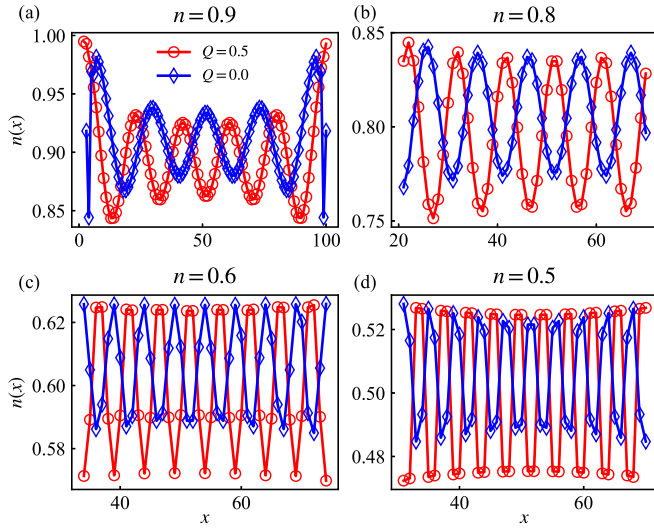 (a) n = 0.9
1.00
0.95
0.90
0.85
n(x)
Q = 0.5
Q = 0.0
0 50 100
(b) n = 0.8
0.85
0.80
0.75
20 40 60
(c) n = 0.6
0.62
0.60
0.58
n(x)
40 60
x
(d) n = 0.5
0.52
0.50
0.48
40 60
x